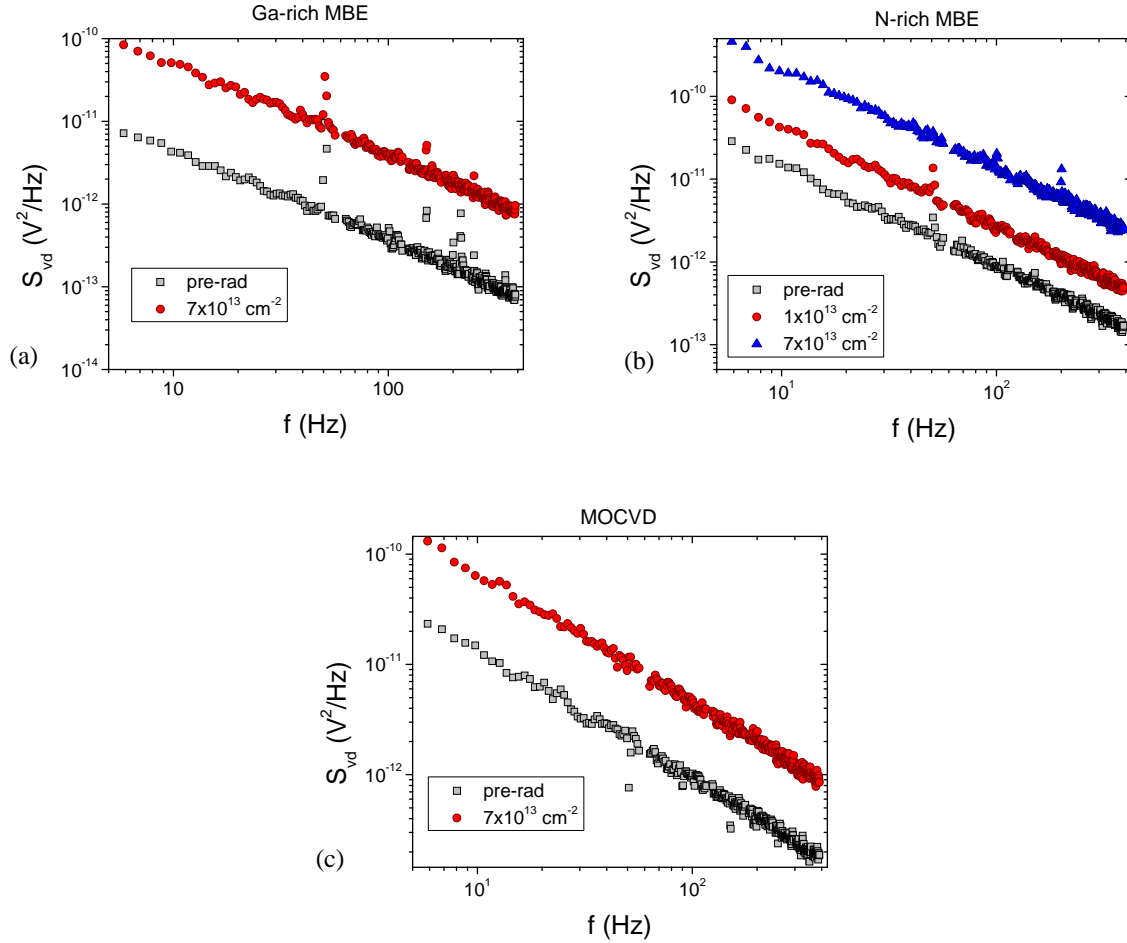 Ga-rich MBE
10^-10
10^-11
10^-12
10^-13
10^-14
S_vd (V^2/Hz)
pre-rad
7x10^13 cm^-2
10
100
f (Hz)
(a)
N-rich MBE
10^-10
10^-11
10^-12
10^-13
S_vd (V^2/Hz)
pre-rad
1x10^13 cm^-2
7x10^13 cm^-2
10^1
10^2
f (Hz)
(b)
MOCVD
10^-10
10^-11
10^-12
S_vd (V^2/Hz)
pre-rad
7x10^13 cm^-2
10^1
10^2
f (Hz)
(c)